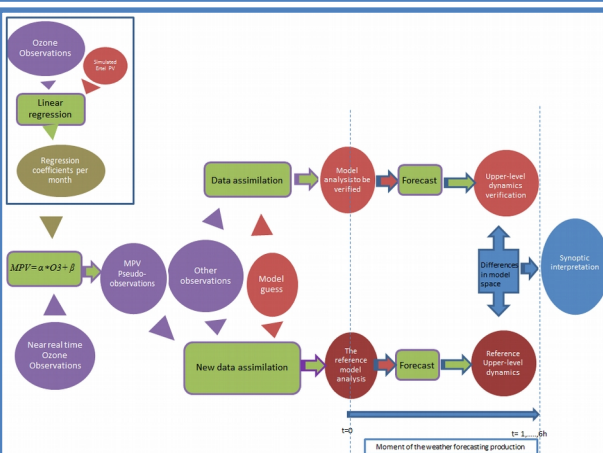 Ozone
Observations
Simulated
Ertel PV
Linear
regression
Regression
coefficients per
month
MPV=α*O3+β
Near real time
Ozone
Observations
MPV
Pseudo-
observations
Other
observations
Model
guess
Data assimilation
New data assimilation
Model
analysis to be
verified
Forecast
Upper-level
dynamics
verification
Differences
in model
space
Synoptic
interpretation
The
reference
model
analysis
Forecast
Reference
Upper-level
dynamics
t=0
t= 1,....,6h
Moment of the weather forecasting production